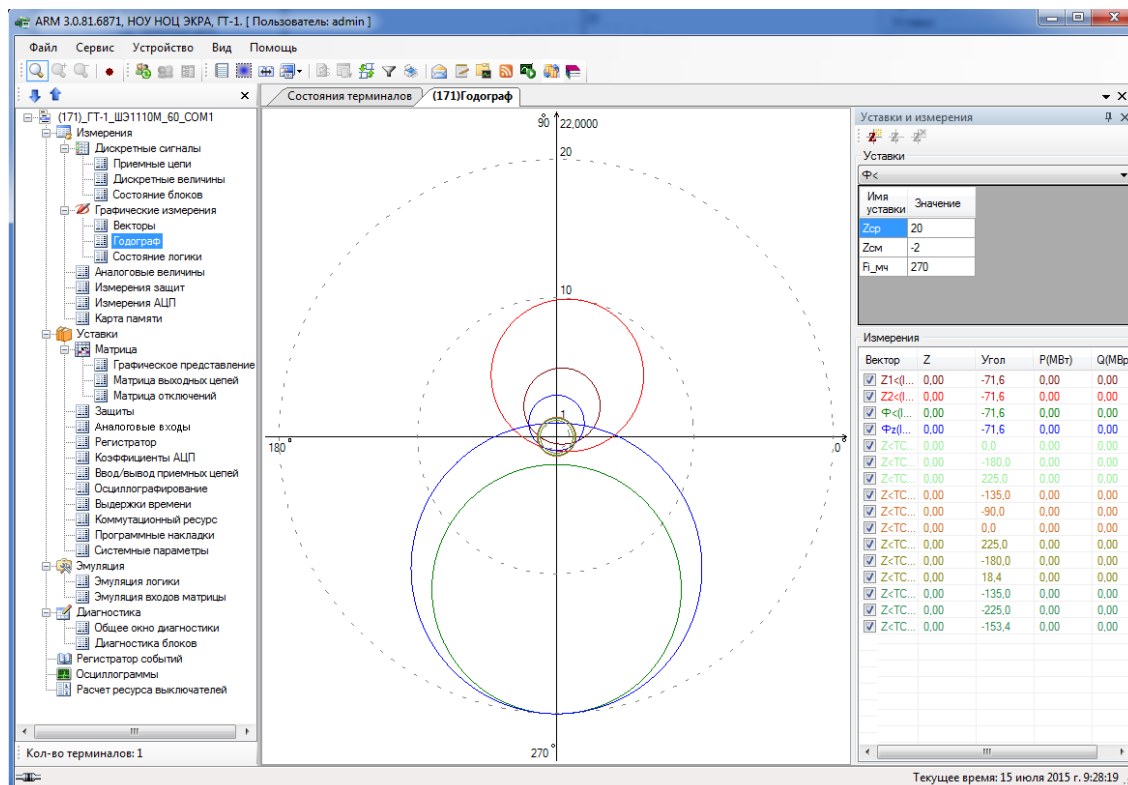 ARM 3.0.81.6871, НОУ НОЦ ЭКРА, ГТ-1. [ Пользователь: admin ]
Файл Сервис Устройство Вид Помощь
(171)_ГТ-1_ШЭ1110М_60_COM1
Измерения
Дискретные сигналы
Приемные цепи
Дискретные величины
Состояние блоков
Графические измерения
Векторы
Годограф
Состояние логики
Аналоговые величины
Измерения защит
Измерения АЦП
Карта памяти
Уставки
Матрица
Графическое представление
Матрица выходных цепей
Матрица отключений
Защиты
Аналоговые входы
Регистратор
Коэффициенты АЦП
Ввод/вывод приемных цепей
Осциллографирование
Выдержки времени
Коммутационный ресурс
Программные накладки
Системные параметры
Эмуляция
Эмуляция логики
Эмуляция входов матрицы
Диагностика
Общее окно диагностики
Диагностика блоков
Регистратор событий
Осциллограммы
Расчет ресурса выключателей
Кол-во терминалов: 1
Состояния терминалов (171)Годограф
90 ° 22,0000
20
10
1
180 ° 0 °
270 °
Уставки и измерения
Уставки
Ф<
Имя уставки Значение
Zср 20
Zсм -2
Fi_мч 270
Измерения
Вектор Z Угол P(МВт) Q(МВр
Z1<(I... 0,00 -71,6 0,00 0,00
Z2<(I... 0,00 -71,6 0,00 0,00
Ф<(I... 0,00 -71,6 0,00 0,00
Фz(I... 0,00 -71,6 0,00 0,00
Z<ТС... 0,00 0,0 0,00 0,00
Z<ТС... 0,00 -180,0 0,00 0,00
Z<ТС... 0,00 225,0 0,00 0,00
Z<ТС... 0,00 -135,0 0,00 0,00
Z<ТС... 0,00 -90,0 0,00 0,00
Z<ТС... 0,00 0,0 0,00 0,00
Z<ТС... 0,00 225,0 0,00 0,00
Z<ТС... 0,00 -180,0 0,00 0,00
Z<ТС... 0,00 18,4 0,00 0,00
Z<ТС... 0,00 -135,0 0,00 0,00
Z<ТС... 0,00 -225,0 0,00 0,00
Z<ТС... 0,00 -153,4 0,00 0,00
Текущее время: 15 июля 2015 г. 9:28:19